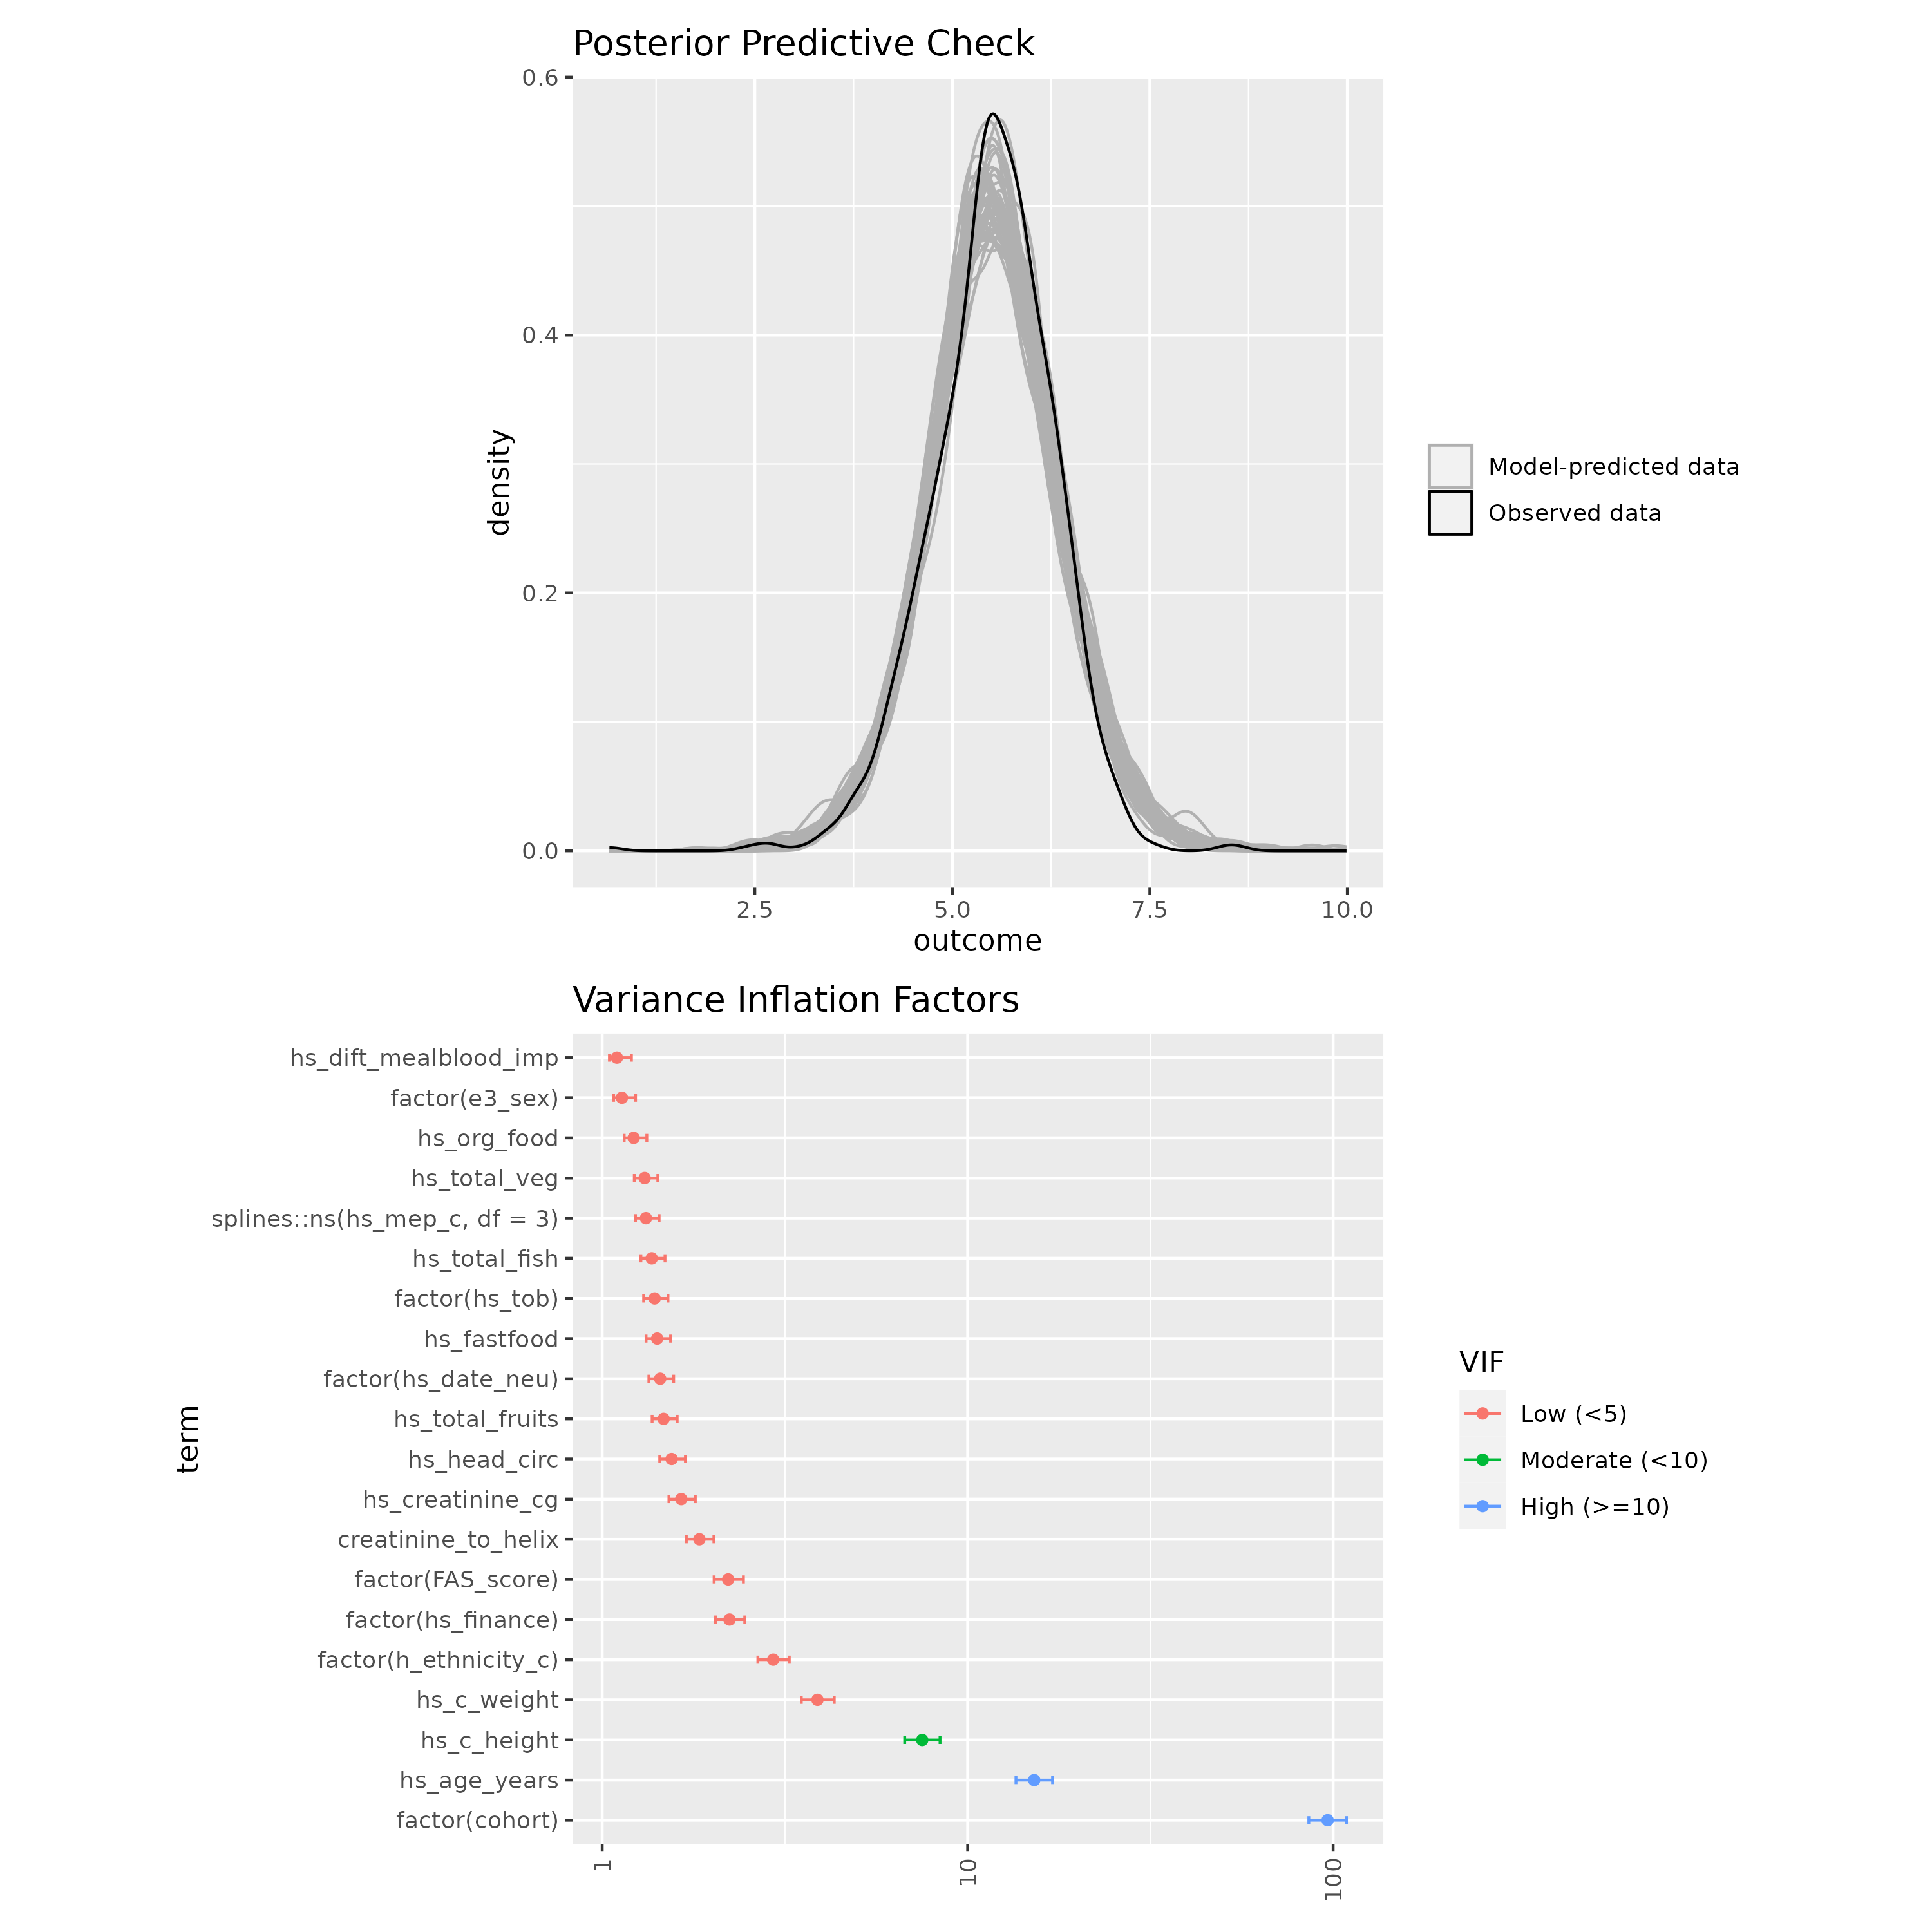 Posterior Predictive Check
0.6
0.4
0.2
0.0
density
2.5 5.0 7.5 10.0
outcome
Model-predicted data
Observed data
Variance Inflation Factors
hs_dift_mealblood_imp
factor(e3_sex)
hs_org_food
hs_total_veg
splines::ns(hs_mep_c, df = 3)
hs_total_fish
factor(hs_tob)
hs_fastfood
factor(hs_date_neu)
hs_total_fruits
hs_head_circ
hs_creatinine_cg
creatinine_to_helix
factor(FAS_score)
factor(hs_finance)
factor(h_ethnicity_c)
hs_c_weight
hs_c_height
hs_age_years
factor(cohort)
term
1 10 100
VIF
Low (<5)
Moderate (<10)
High (>=10)